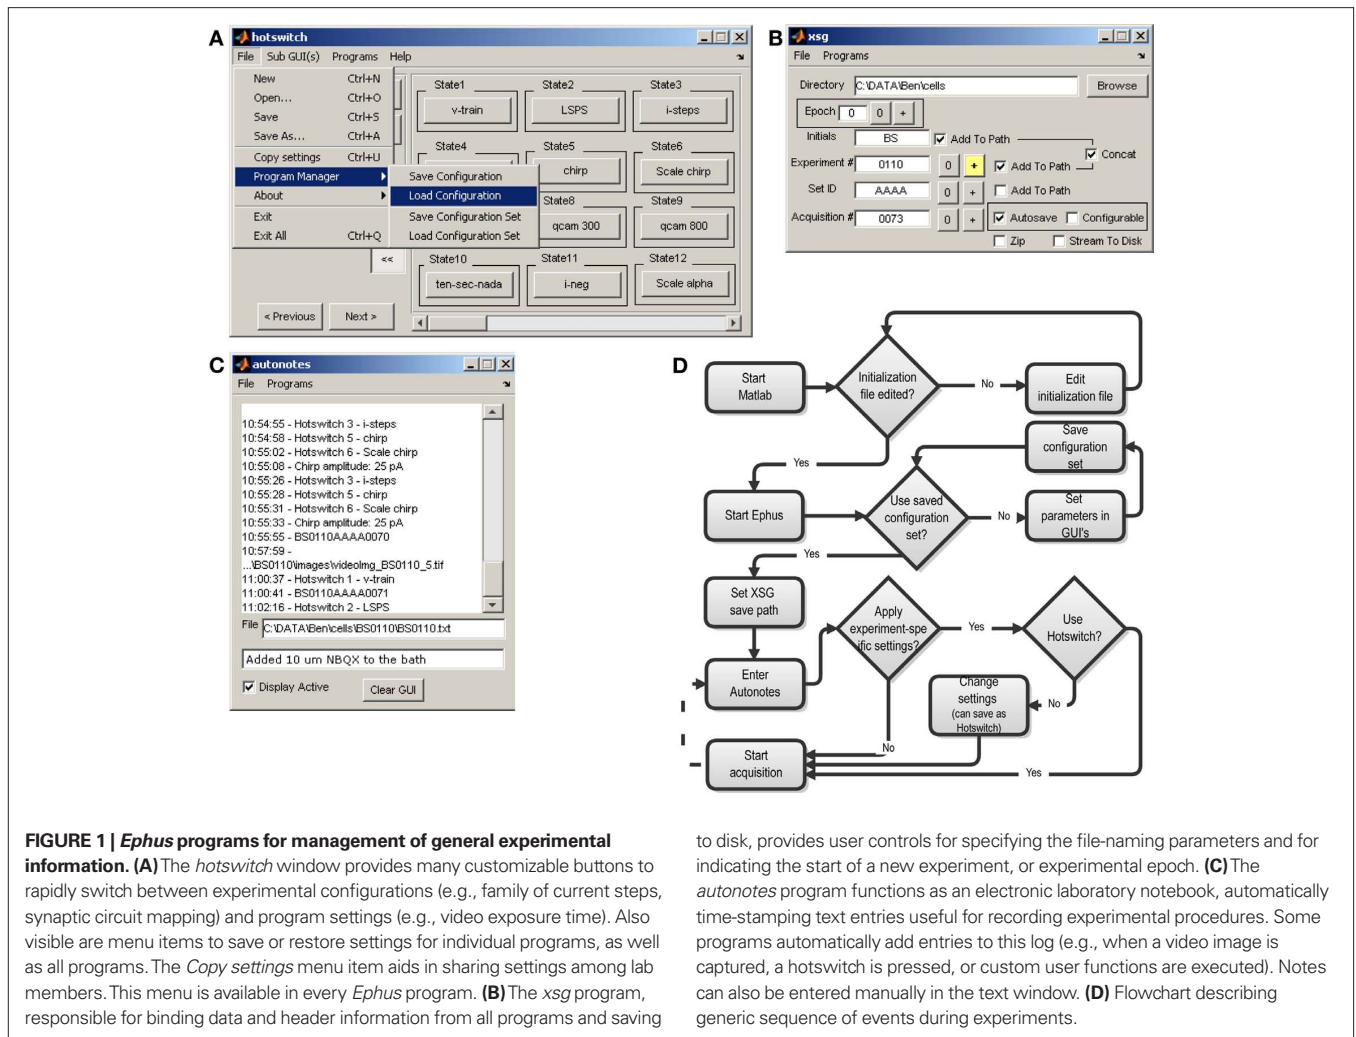 A
hotswitch
File Sub GUI(s) Programs Help
New Ctrl+N
Open... Ctrl+O
Save Ctrl+S
Save As... Ctrl+A
Copy settings Ctrl+U
Program Manager
About
Exit
Exit All Ctrl+Q
Save Configuration
Load Configuration
Save Configuration Set
Load Configuration Set
State1 State2 State3
v-train LSPS i-steps
State4 State5 State6
chirp Scale chirp
State8 State9
qcam 300 qcam 800
<<
State10 State11 State12
ten-sec-nada i-neg Scale alpha
< Previous Next >
B
xsg
File Programs
Directory C:\DATA\Ben\cells Browse
Epoch 0 0 +
Initials BS Add To Path
Concat
Experiment # 0110 0 + Add To Path
Set ID AAAA 0 + Add To Path
Acquisition # 0073 0 + Autosave Configurable
Zip Stream To Disk
C
autonotes
File Programs
10:54:55 - Hotswitch 3 - i-steps
10:54:58 - Hotswitch 5 - chirp
10:55:02 - Hotswitch 6 - Scale chirp
10:55:08 - Chirp amplitude: 25 pA
10:55:26 - Hotswitch 3 - i-steps
10:55:28 - Hotswitch 5 - chirp
10:55:31 - Hotswitch 6 - Scale chirp
10:55:33 - Chirp amplitude: 25 pA
10:55:55 - BS0110AAAA0070
10:57:59 -
...\BS0110\images\videoImg_BS0110_5.tif
11:00:37 - Hotswitch 1 - v-train
11:00:41 - BS0110AAAA0071
11:02:16 - Hotswitch 2 - LSPS
File C:\DATA\Ben\cells\BS0110\BS0110.txt
Added 10 um NBQX to the bath
Display Active Clear GUI
D
Start
Matlab
Initialization
file edited?
No
Edit
initialization file
Yes
Save
configuration
set
Start Ephus
Use saved
configuration
set?
No
Set
parameters in
GUI's
Yes
Set XSG
save path
Apply
experiment-spe
ific settings?
Yes
Use
Hotswitch?
Enter
Autonotes
Change
settings
(can save as
Hotswitch)
No
No
Start
acquisition
Yes
FIGURE 1 | Ephus programs for management of general experimental
information. (A) The hotswitch window provides many customizable buttons to
rapidly switch between experimental configurations (e.g., family of current steps,
synaptic circuit mapping) and program settings (e.g., video exposure time). Also
visible are menu items to save or restore settings for individual programs, as well
as all programs. The Copy settings menu item aids in sharing settings among lab
members. This menu is available in every Ephus program. (B) The xsg program,
responsible for binding data and header information from all programs and saving
to disk, provides user controls for specifying the file-naming parameters and for
indicating the start of a new experiment, or experimental epoch. (C) The
autonotes program functions as an electronic laboratory notebook, automatically
time-stamping text entries useful for recording experimental procedures. Some
programs automatically add entries to this log (e.g., when a video image is
captured, a hotswitch is pressed, or custom user functions are executed). Notes
can also be entered manually in the text window. (D) Flowchart describing
generic sequence of events during experiments.